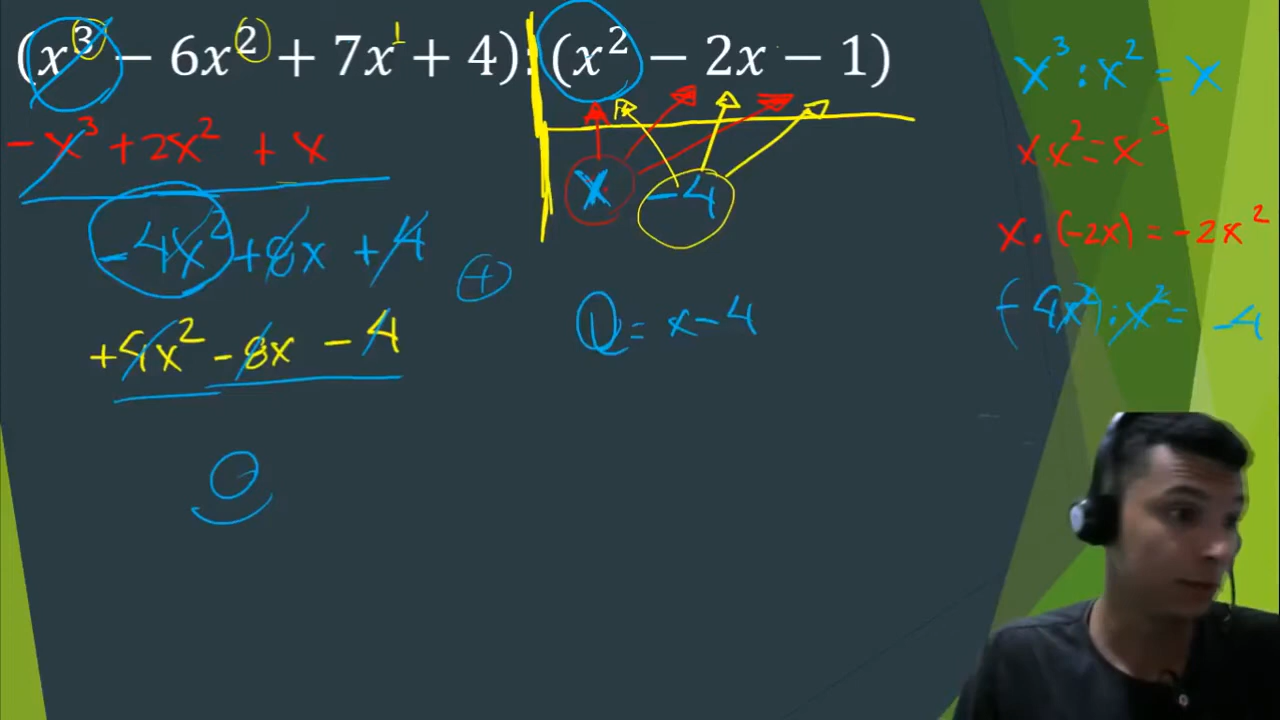 (x³ − 6x² + 7x¹ + 4) : (x² − 2x − 1)
− x³ + 2x² + x
x − 4
− 4x² + 8x + 4
+
+ 4x² − 8x − 4
0
Q = x − 4
x³ : x² = x
x · x² = x³
x · (−2x) = −2x²
(−4x²) : x² = −4